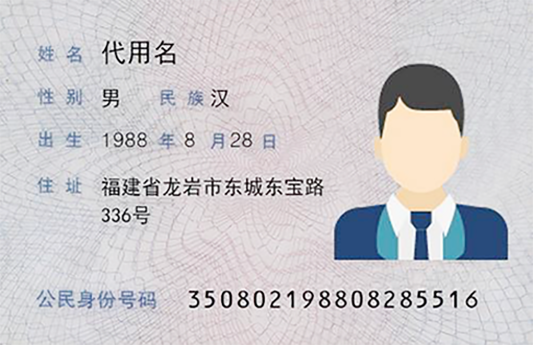 姓名 代用名
性别 男 民族 汉
出生 1988 年 8 月 28 日
住址 福建省龙岩市东城东宝路
336号
公民身份号码 350802198808285516